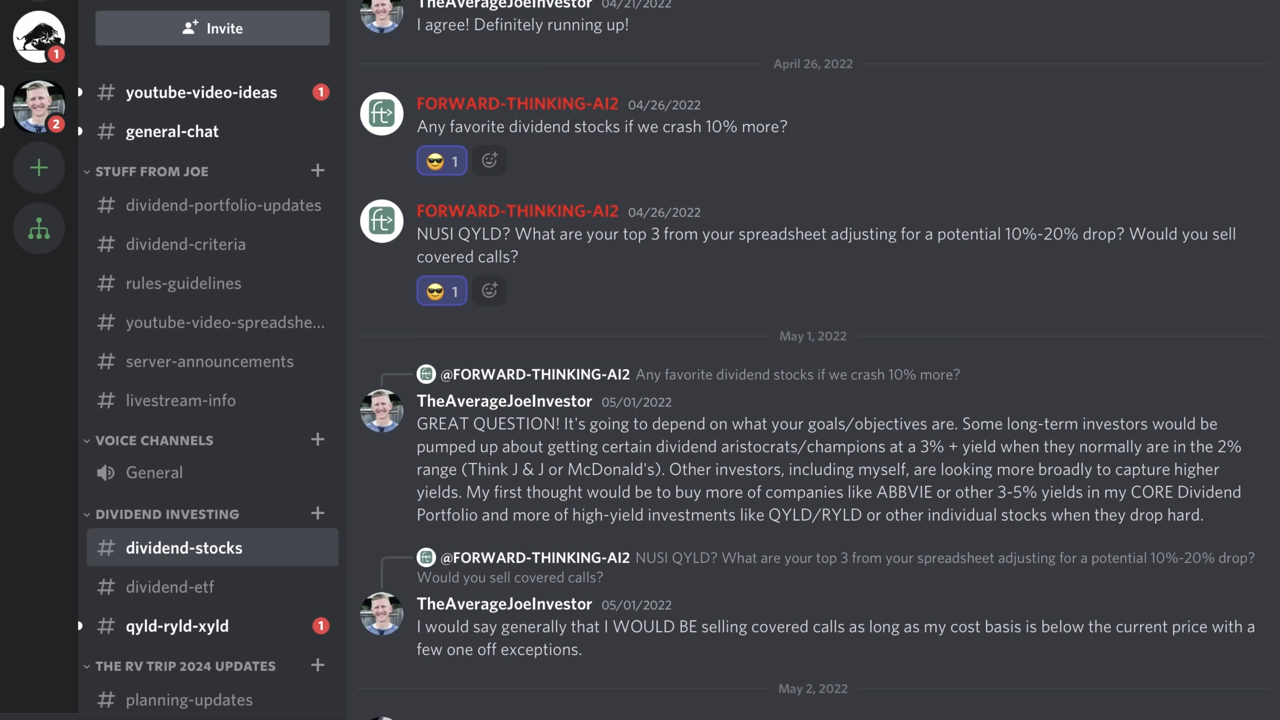 1
2
Invite
youtube-video-ideas 1
general-chat
STUFF FROM JOE
dividend-portfolio-updates
dividend-criteria
rules-guidelines
youtube-video-spreadshe...
server-announcements
livestream-info
VOICE CHANNELS
General
DIVIDEND INVESTING
dividend-stocks
dividend-etf
qyld-ryld-xyld 1
THE RV TRIP 2024 UPDATES
planning-updates
TheAverageJoeInvestor 04/21/2022
I agree! Definitely running up!
April 26, 2022
ft FORWARD-THINKING-AI2 04/26/2022
Any favorite dividend stocks if we crash 10% more?
1
ft FORWARD-THINKING-AI2 04/26/2022
NUSI QYLD? What are your top 3 from your spreadsheet adjusting for a potential 10%-20% drop? Would you sell
covered calls?
1
May 1, 2022
@FORWARD-THINKING-AI2 Any favorite dividend stocks if we crash 10% more?
TheAverageJoeInvestor 05/01/2022
GREAT QUESTION! It's going to depend on what your goals/objectives are. Some long-term investors would be
pumped up about getting certain dividend aristocrats/champions at a 3% + yield when they normally are in the 2%
range (Think J & J or McDonald's). Other investors, including myself, are looking more broadly to capture higher
yields. My first thought would be to buy more of companies like ABBVIE or other 3-5% yields in my CORE Dividend
Portfolio and more of high-yield investments like QYLD/RYLD or other individual stocks when they drop hard.
@FORWARD-THINKING-AI2 NUSI QYLD? What are your top 3 from your spreadsheet adjusting for a potential 10%-20% drop?
Would you sell covered calls?
TheAverageJoeInvestor 05/01/2022
I would say generally that I WOULD BE selling covered calls as long as my cost basis is below the current price with a
few one off exceptions.
May 2, 2022